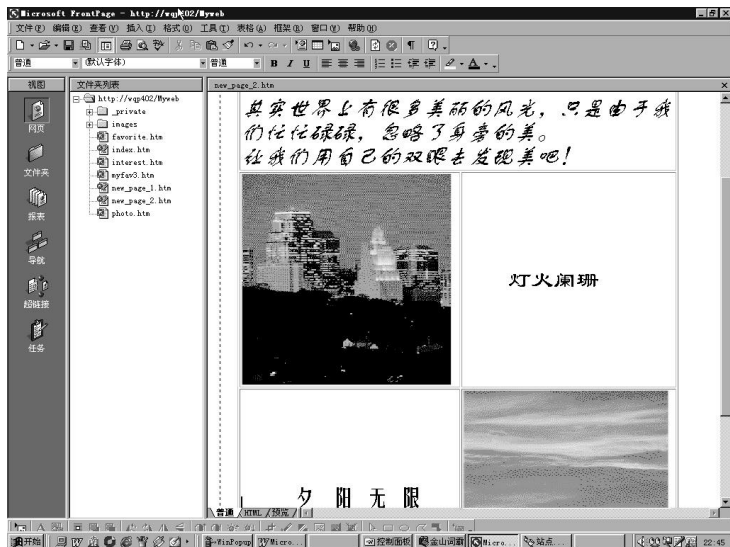 Microsoft FrontPage - http://wqp402/Myweb
文件(F) 编辑(E) 查看(V) 插入(I) 格式(O) 工具(T) 表格(A) 框架(R) 窗口(W) 帮助(H)
普通 (默认字体) 普通 B I U A
视图 文件夹列表 new_page_2.htm
http://wqp402/Myweb
_private
images
favorite.htm
index.htm
interest.htm
myfav3.htm
new_page_1.htm
new_page_2.htm
photo.htm
网页
文件夹
报表
导航
超链接
任务
其实世界上有很多美丽的风光，只是由于我
们忙忙碌碌，忽略了身旁的美。
让我们用自己的双眼去发现美吧！
灯火阑珊
夕阳无限
普通 HTML 预览
开始 WinPopup Micro... 控制面板 金山词霸 Micro... 站点... 22:45